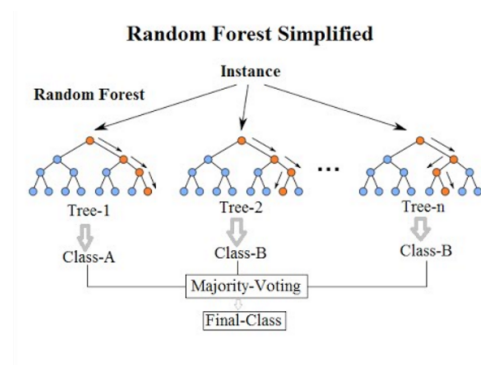 Random Forest Simplified
Instance
Random Forest
...
Tree-1
Tree-2
Tree-n
Class-A
Class-B
Class-B
Majority-Voting
Final-Class